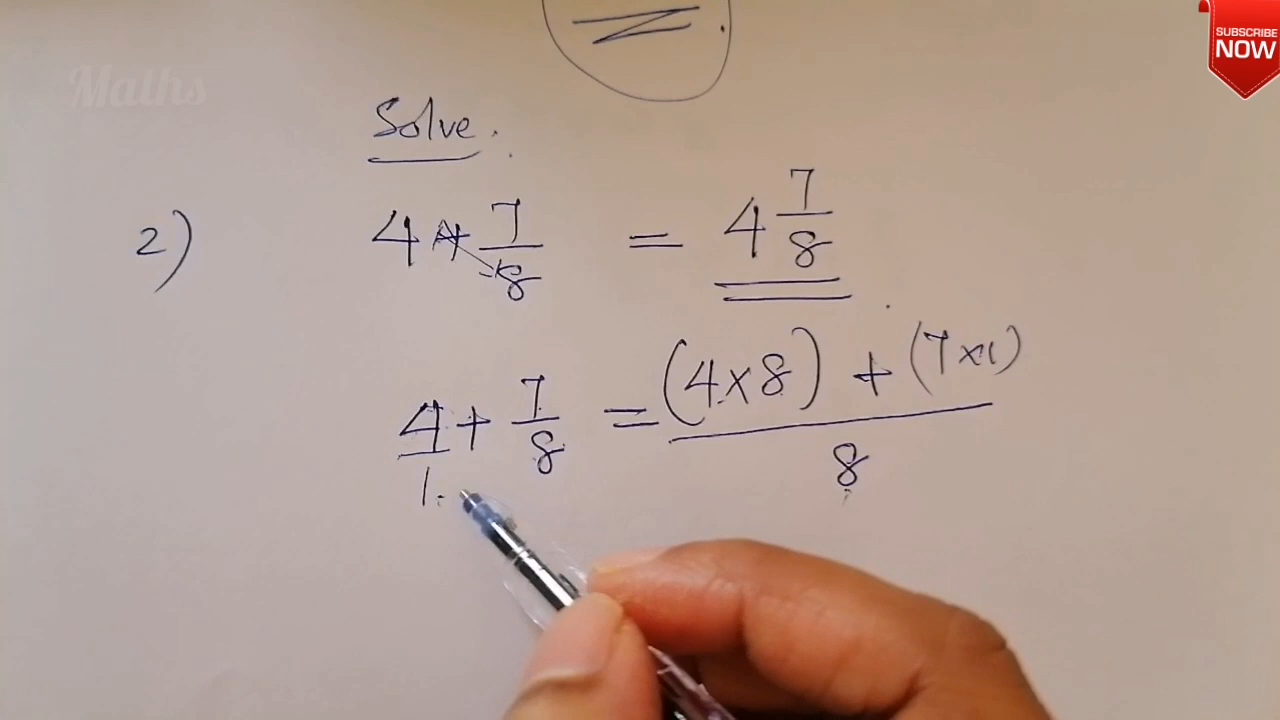 SUBSCRIBE
NOW
Maths
Solve.
2) 4 + 7/8 = 4 7/8
4/1 + 7/8 = (4×8) + (7×1)/8